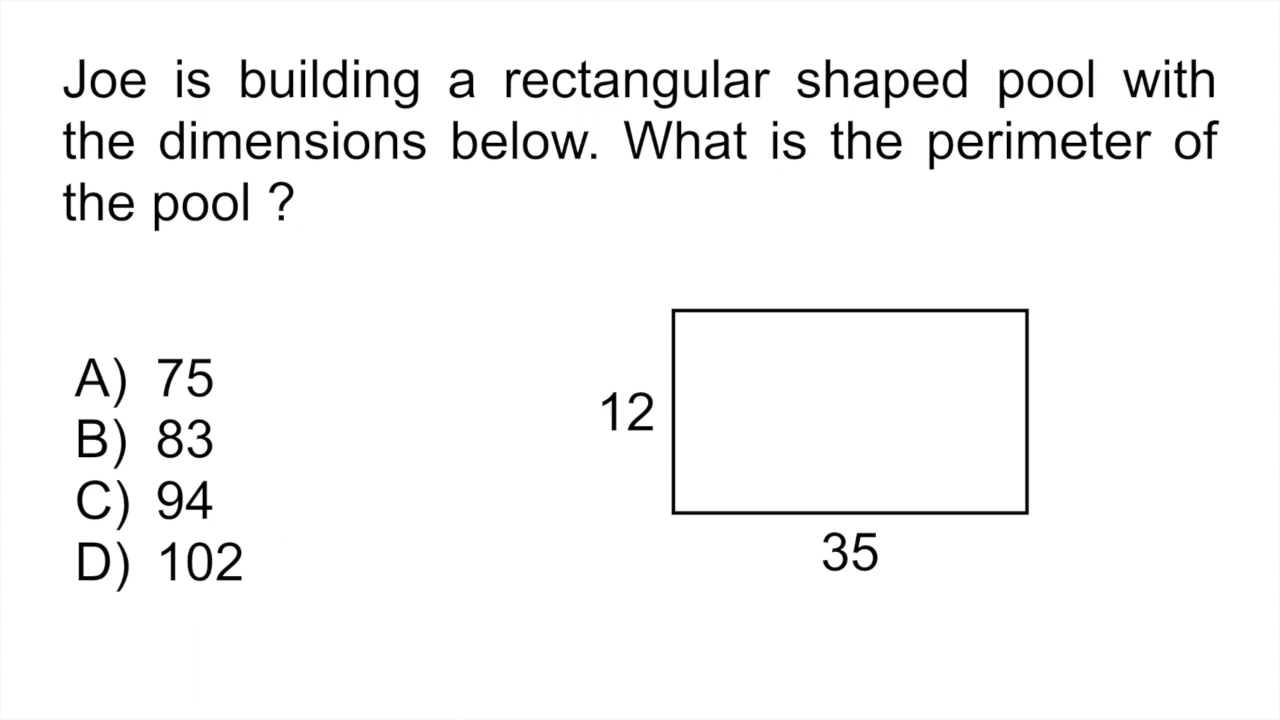 Joe is building a rectangular shaped pool with
the dimensions below. What is the perimeter of
the pool ?
A) 75
B) 83
C) 94
D) 102
12
35